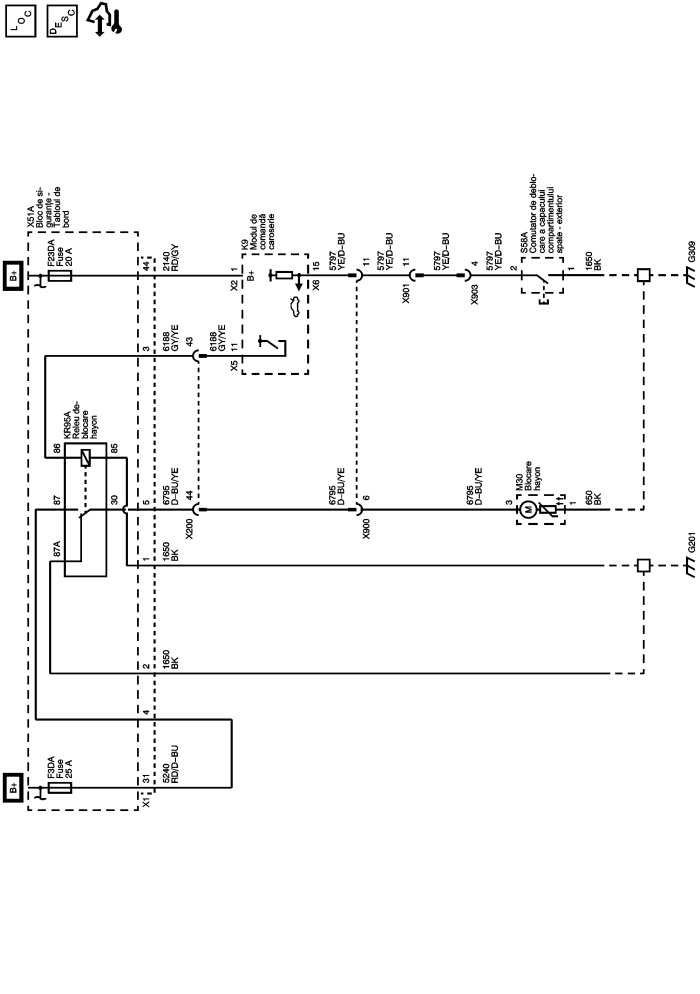 LOC
DESC
X51A
Bloc de si-
guranţe -
Tabloul de
bord
B+
F23DA
Fuse
20 A
44
2140
RD/GY
1
X2
K9
Modul de
comandă
caroserie
B+
15
X6
5797
YE/D-BU
11
5797
YE/D-BU
11
X901
5797
YE/D-BU
4
X903
5797
YE/D-BU
2
S58A
Comutator de deblo-
care a capacului
compartimentului
spate - exterior
1
1650
BK
G309
3
6188
GY/YE
43
6188
GY/YE
11
X5
KR95A
Releu de-
blocare
hayon
86
85
87
30
87A
5
6795
D-BU/YE
44
X200
6795
D-BU/YE
6
X900
6795
D-BU/YE
3
M30
Blocare
hayon
M
1
650
BK
1
1650
BK
G201
2
1650
BK
4
B+
F3DA
Fuse
25 A
31
X1
5240
RD/D-BU